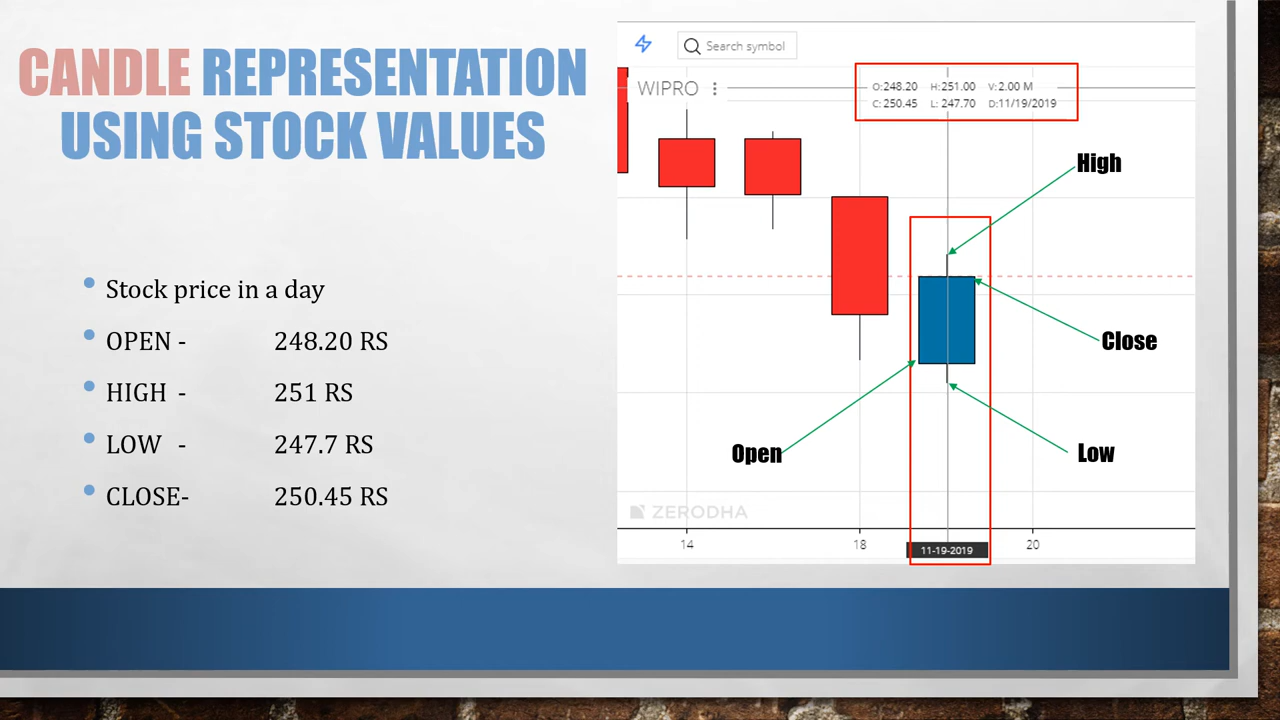 CANDLE REPRESENTATION
USING STOCK VALUES
Stock price in a day
OPEN - 248.20 RS
HIGH - 251 RS
LOW - 247.7 RS
CLOSE- 250.45 RS
Search symbol
WIPRO
O:248.20 H:251.00 V:2.00 M
C:250.45 L: 247.70 D:11/19/2019
High
Close
Open
Low
ZERODHA
14 18 11-19-2019 20